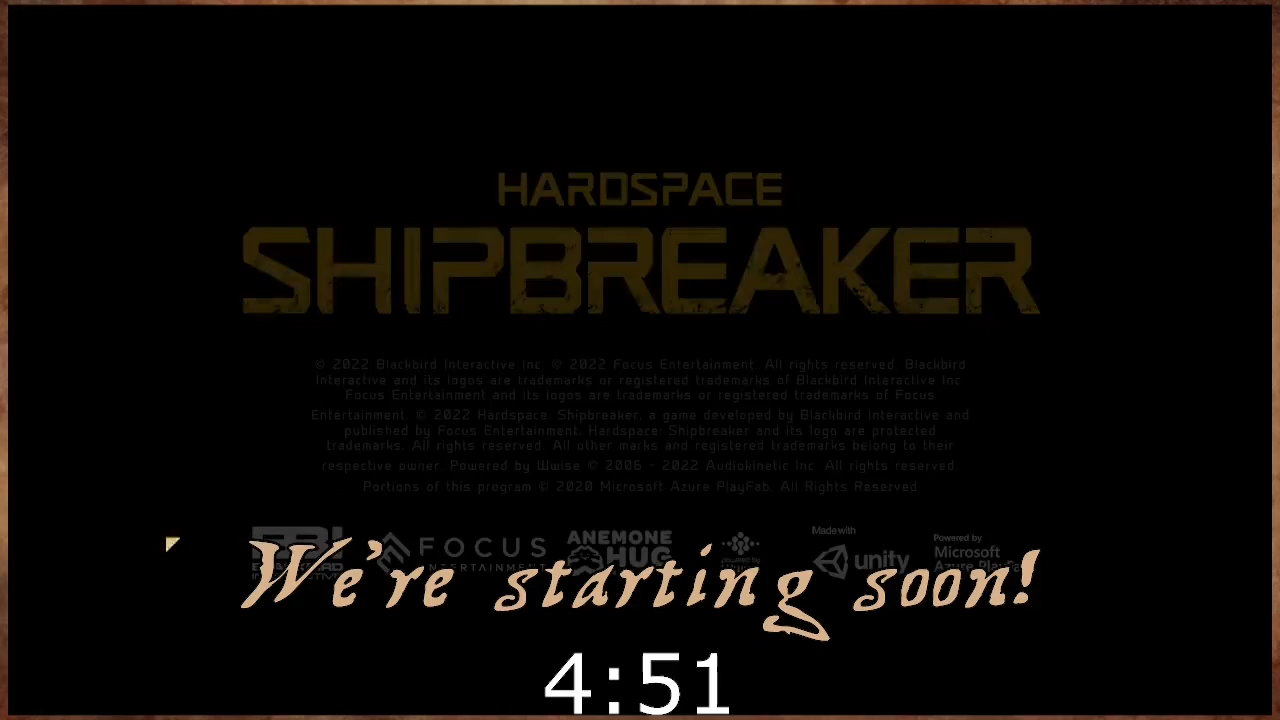 HARDSPACE
SHIPBREAKER
© 2022 Blackbird Interactive Inc. © 2022 Focus Entertainment. All rights reserved. Blackbird
Interactive and its logos are trademarks or registered trademarks of Blackbird Interactive Inc.
Focus Entertainment and its logos are trademarks or registered trademarks of Focus
Entertainment. © 2022 Hardspace: Shipbreaker, a game developed by Blackbird Interactive and
published by Focus Entertainment. Hardspace: Shipbreaker and its logo are protected
trademarks. All rights reserved. All other marks and registered trademarks belong to their
respective owner. Powered by Wwise © 2006 - 2022 Audiokinetic Inc. All rights reserved.
Portions of this program © 2020 Microsoft Azure PlayFab. All Rights Reserved
FOCUS
ENTERTAINMENT
ANEMONE
HUG
Made with
unity
Powered by
Microsoft
We're starting soon!
4:51